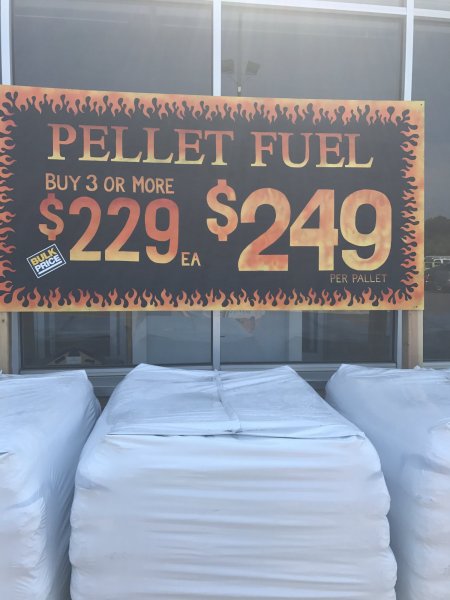 PELLET FUEL
BUY 3 OR MORE
$229 EA
BULK PRICE
$249
PER PALLET